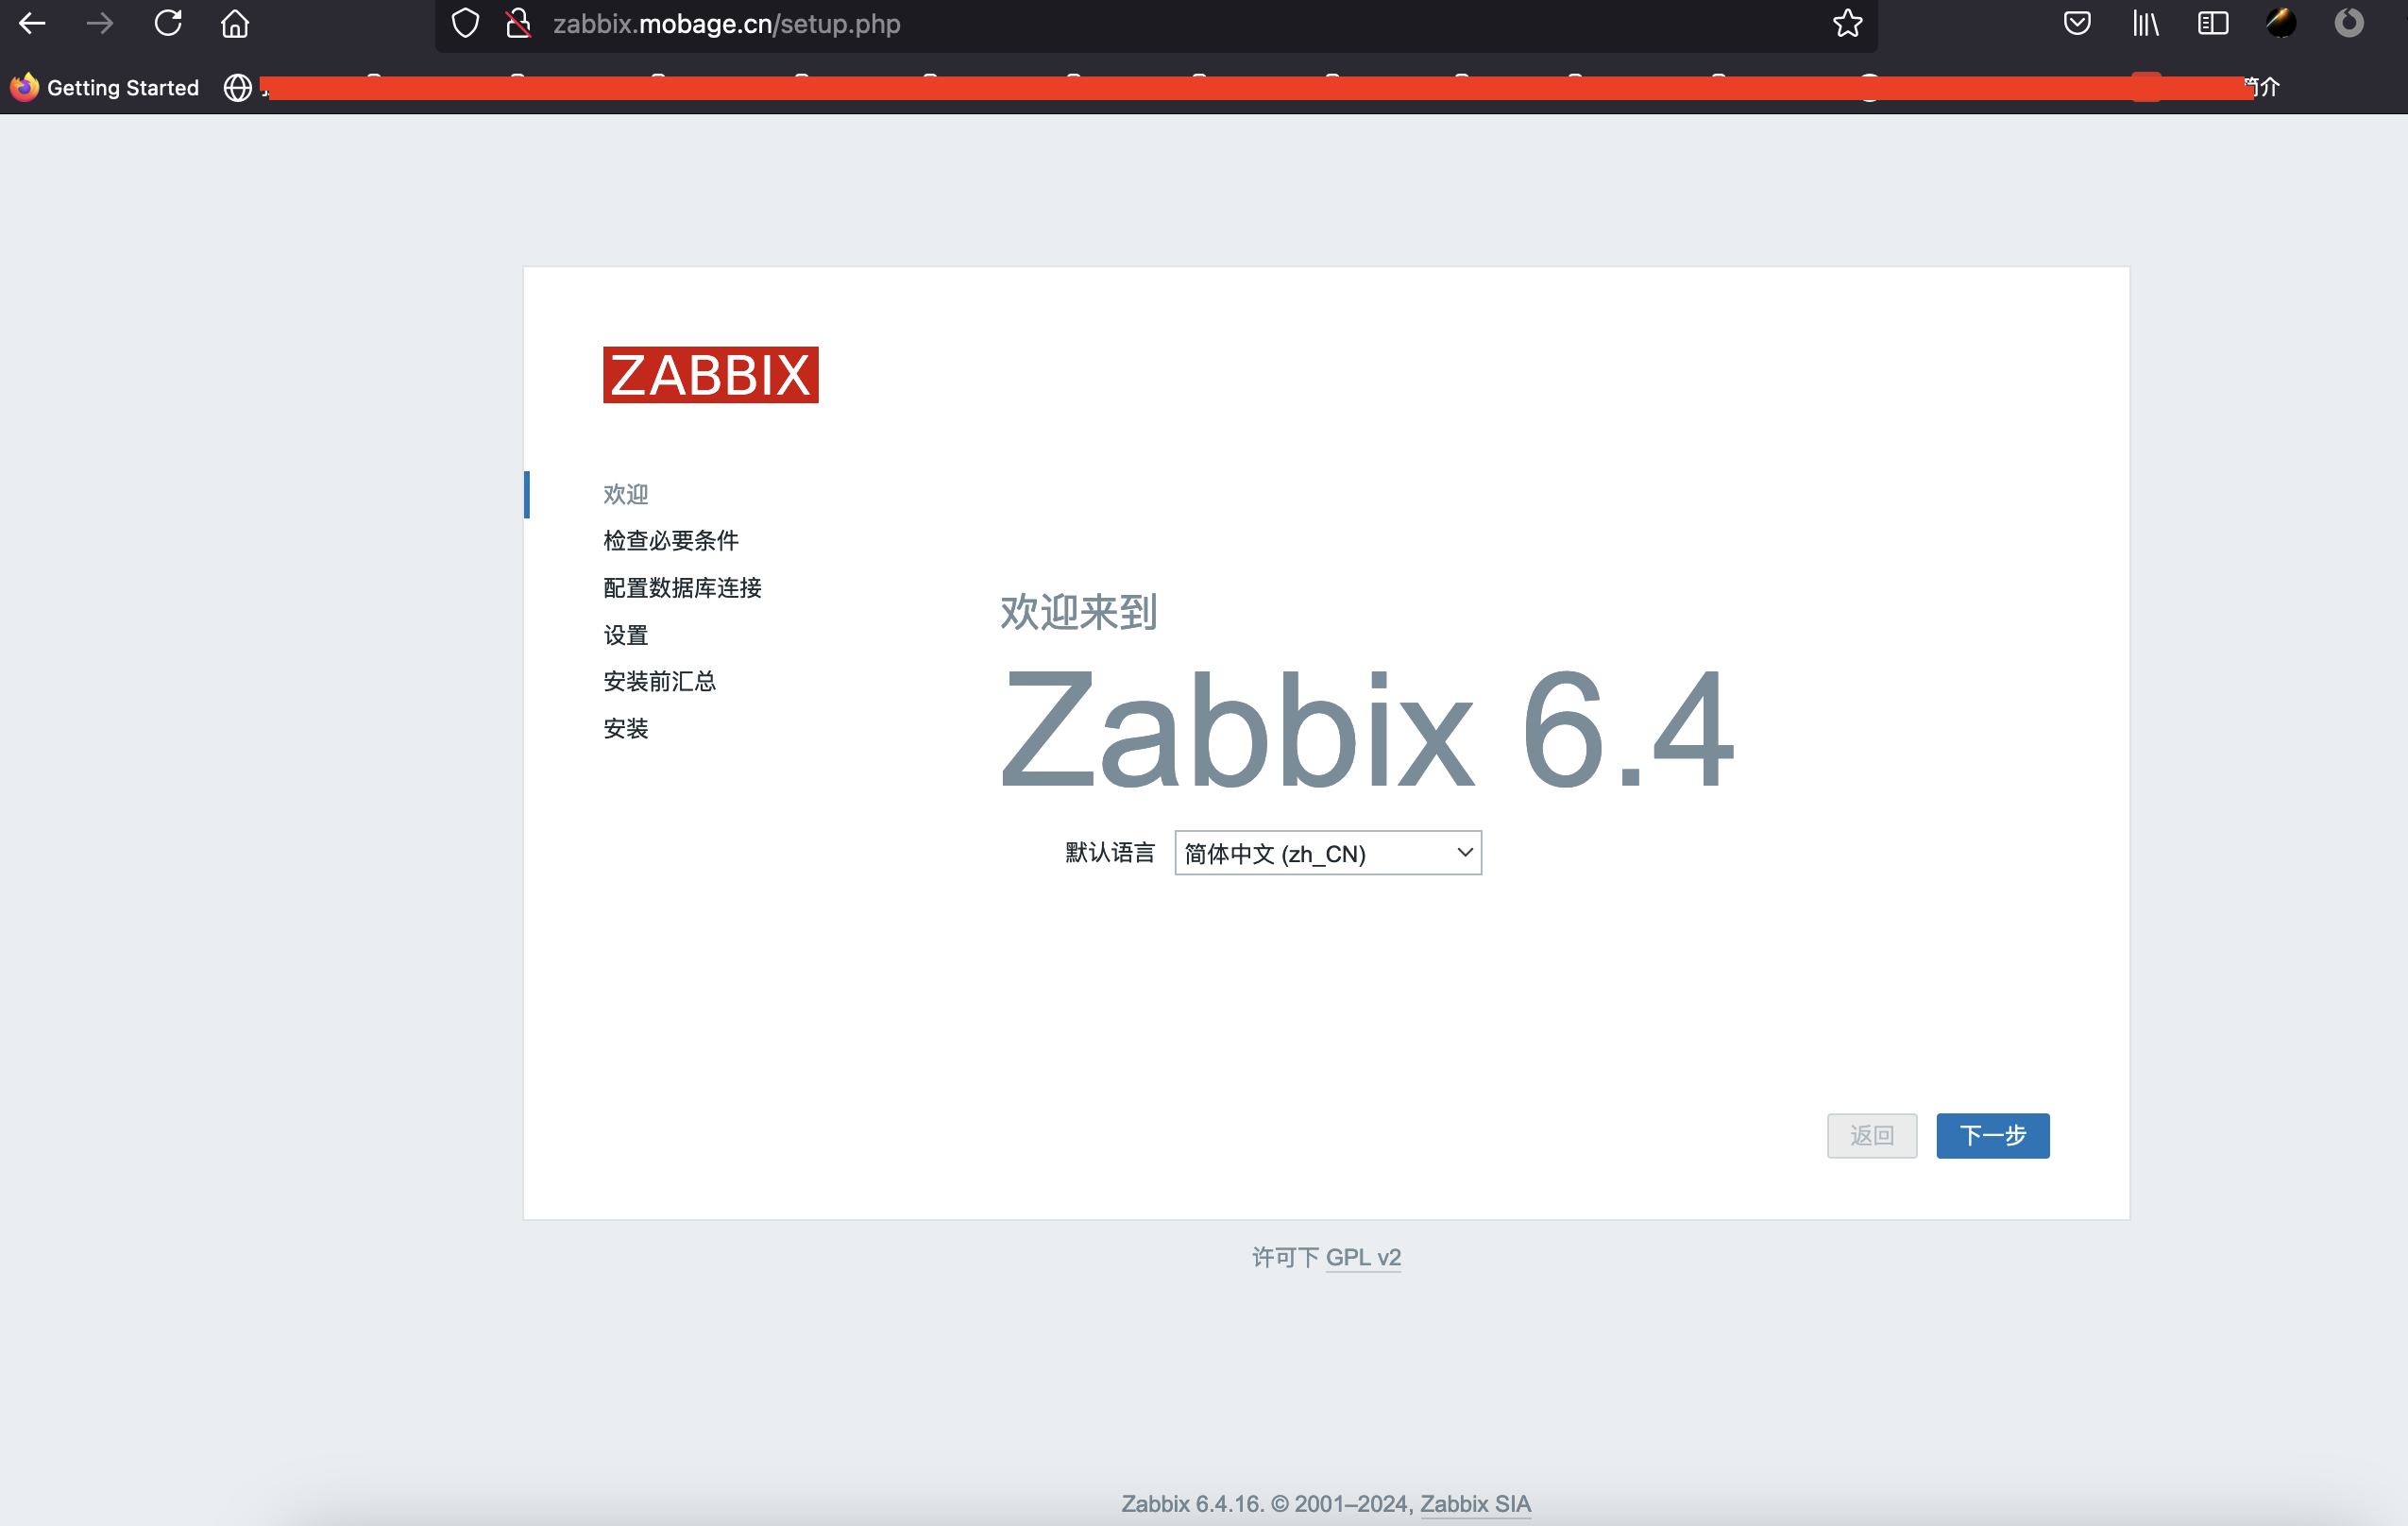 zabbix.mobage.cn/setup.php
Getting Started
介
ZABBIX
欢迎
检查必要条件
配置数据库连接
设置
安装前汇总
安装
欢迎来到
Zabbix 6.4
默认语言 简体中文 (zh_CN)
返回 下一步
许可下 GPL v2
Zabbix 6.4.16. © 2001–2024, Zabbix SIA